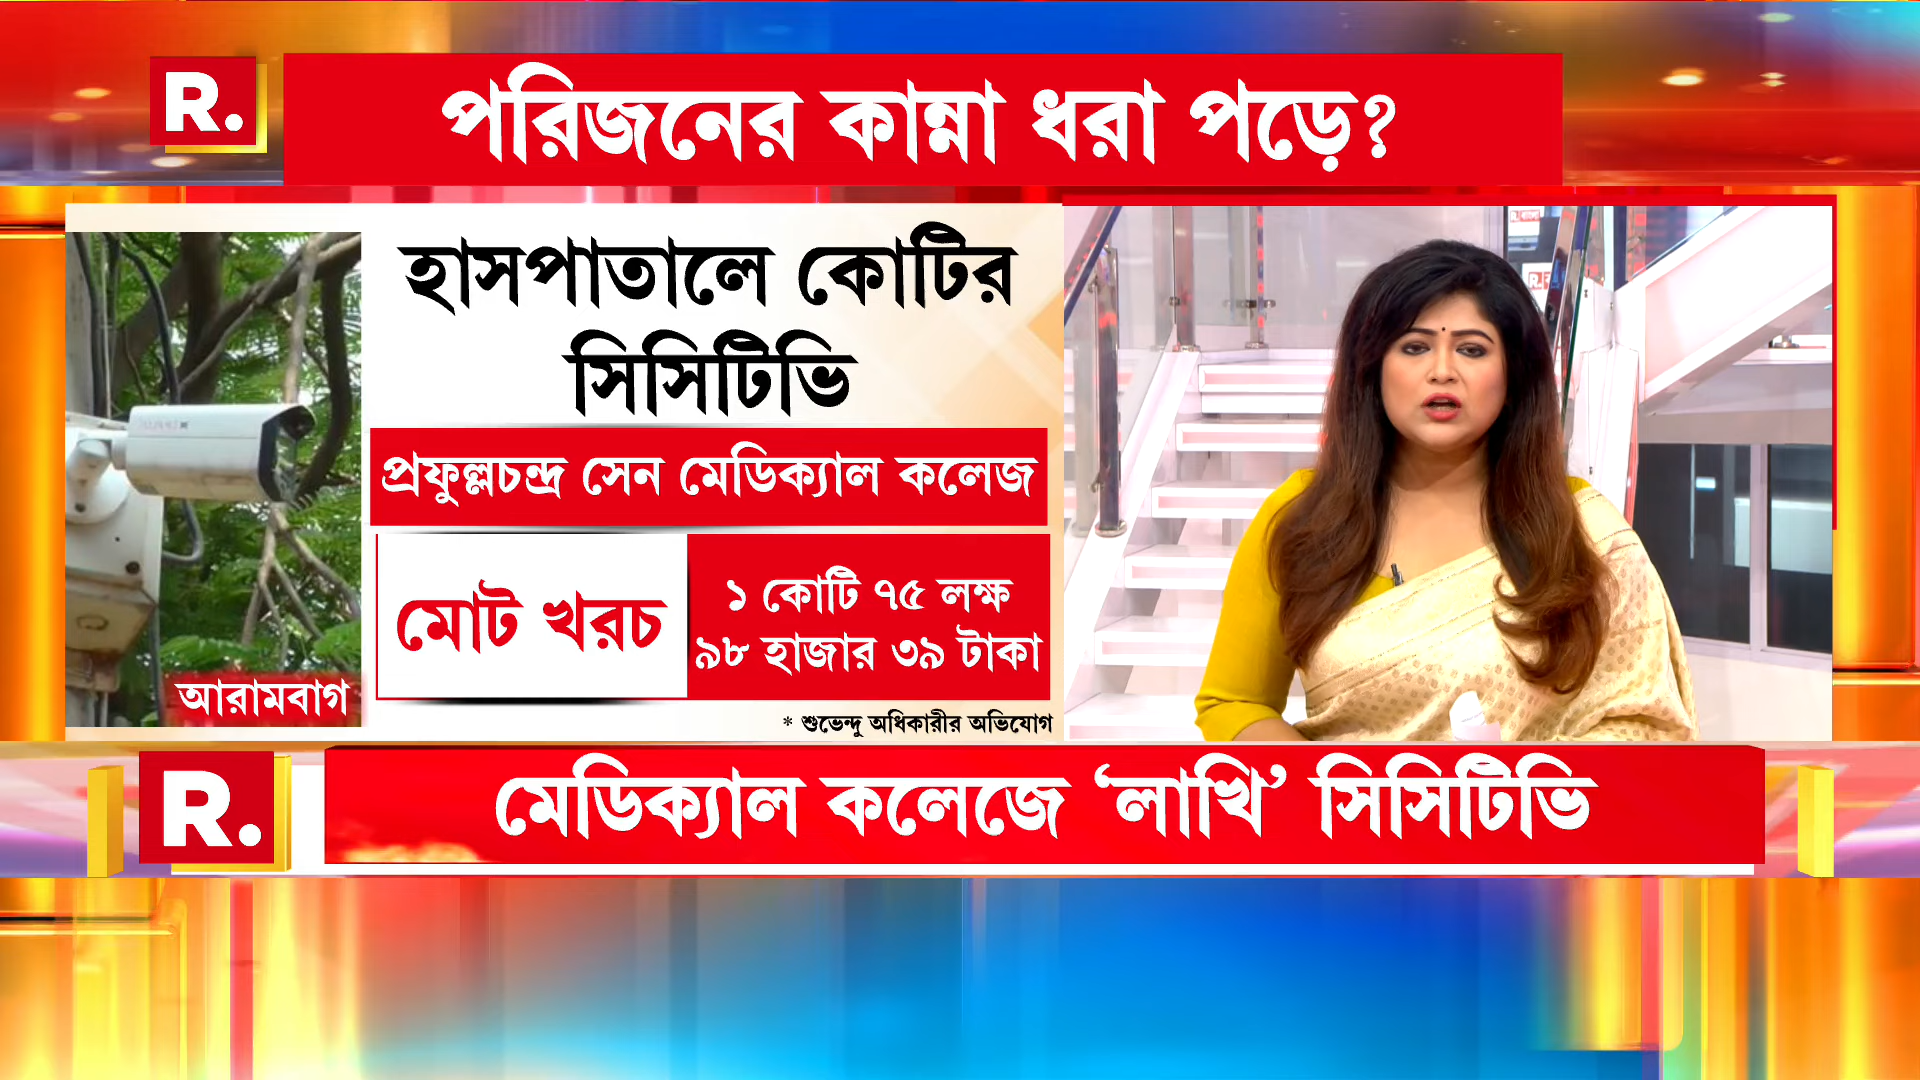 R.
পরিজনের কান্না ধরা পড়ে?
হাসপাতালে কোটির
সিসিটিভি
প্রফুল্লচন্দ্র সেন মেডিক্যাল কলেজ
মোট খরচ
১ কোটি ৭৫ লক্ষ
৯৮ হাজার ৩৯ টাকা
আরামবাগ
* শুভেন্দু অধিকারীর অভিযোগ
R.
মেডিক্যাল কলেজে ‘লাখি’ সিসিটিভি